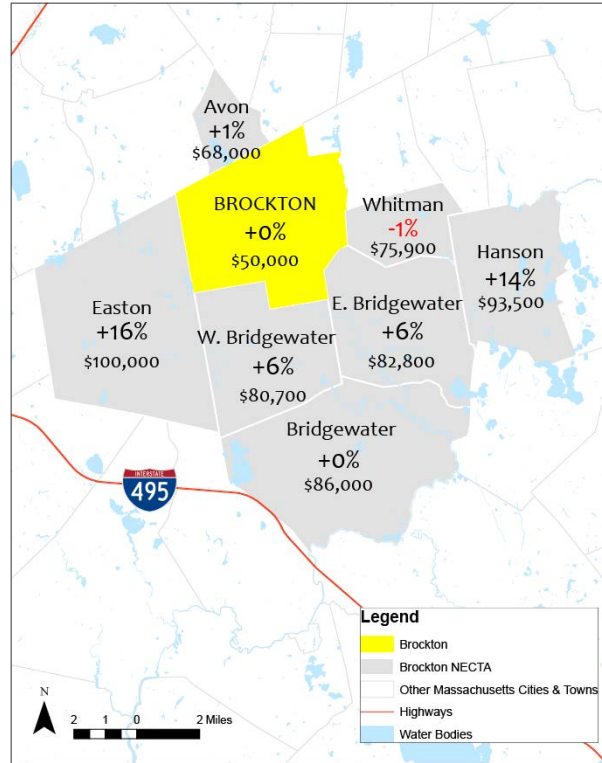 Avon
+1%
$68,000
BROCKTON
+0%
$50,000
Whitman
-1%
$75,900
Hanson
+14%
$93,500
Easton
+16%
$100,000
W. Bridgewater
+6%
$80,700
E. Bridgewater
+6%
$82,800
Bridgewater
+0%
$86,000
INTERSTATE
495
Legend
Brockton
Brockton NECTA
Other Massachusetts Cities & Towns
Highways
Water Bodies
N
2 1 0 2 Miles